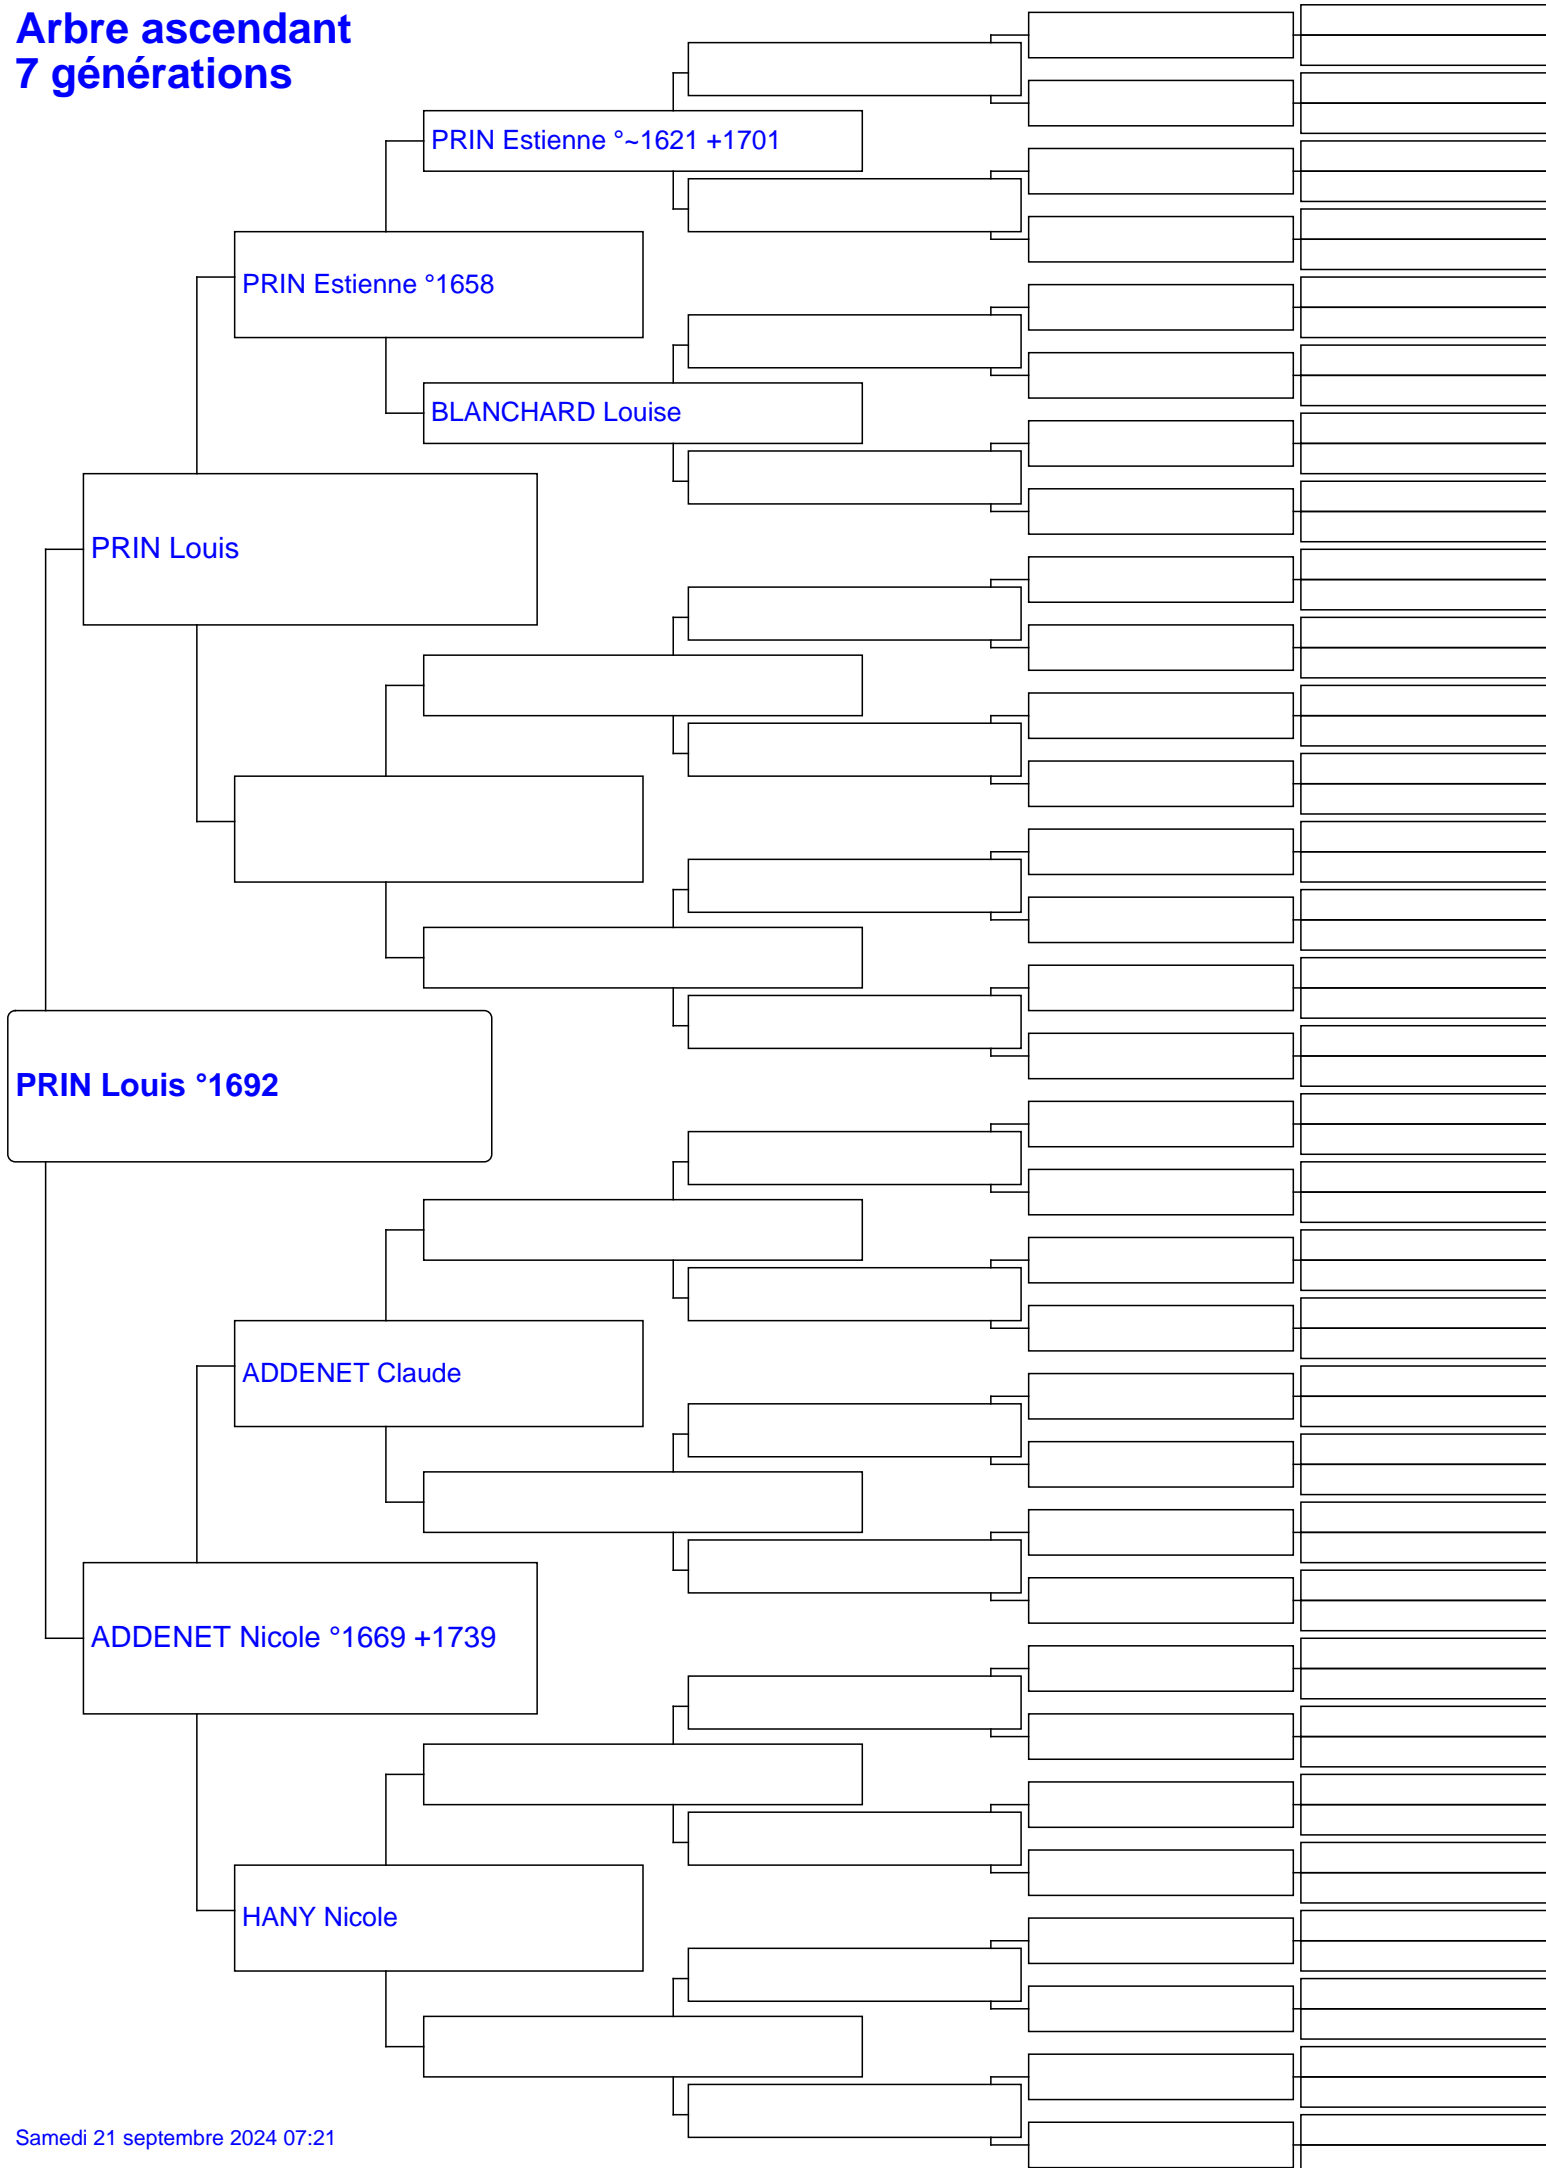 Arbre ascendant
7 générations
PRIN Estienne °~1621 +1701
PRIN Estienne °1658
BLANCHARD Louise
PRIN Louis
PRIN Louis °1692
ADDENET Claude
ADDENET Nicole °1669 +1739
HANY Nicole
Samedi 21 septembre 2024 07:21